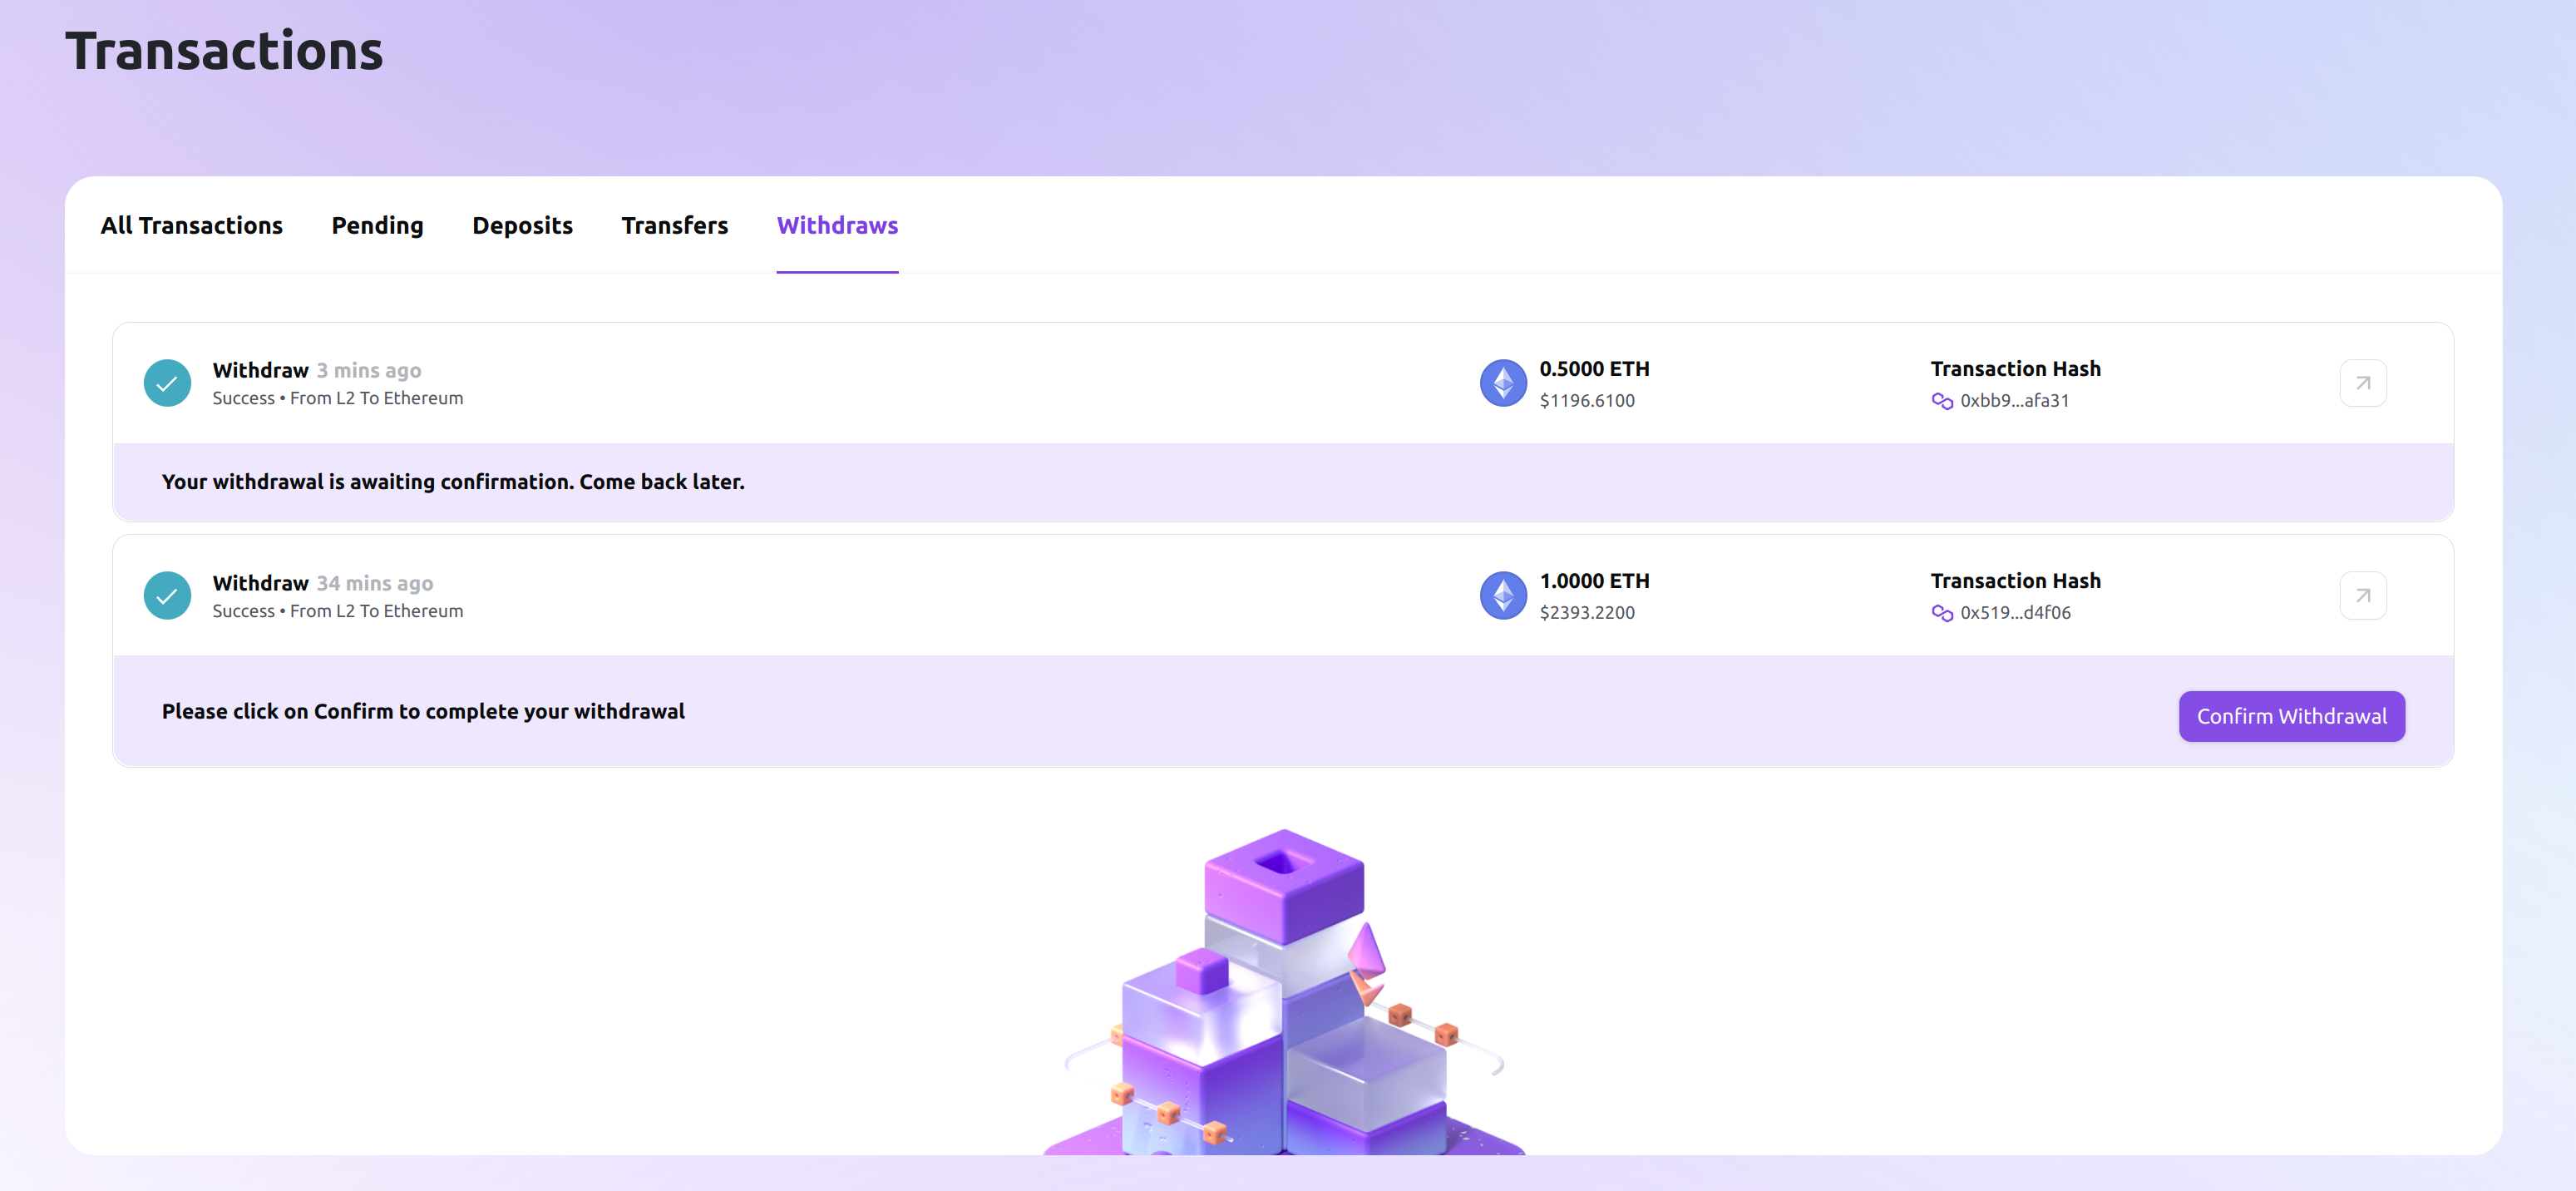 Transactions
All Transactions Pending Deposits Transfers Withdraws
Withdraw 3 mins ago
Success • From L2 To Ethereum
0.5000 ETH
$1196.6100
Transaction Hash
0xbb9...afa31
Your withdrawal is awaiting confirmation. Come back later.
Withdraw 34 mins ago
Success • From L2 To Ethereum
1.0000 ETH
$2393.2200
Transaction Hash
0x519...d4f06
Please click on Confirm to complete your withdrawal
Confirm Withdrawal